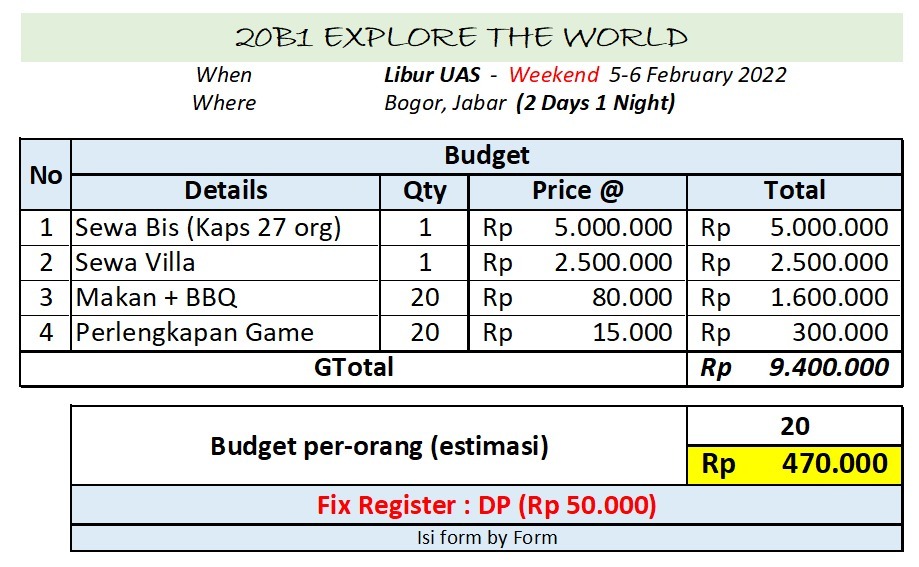 20B1 EXPLORE THE WORLD
When Libur UAS - Weekend 5-6 February 2022
Where Bogor, Jabar (2 Days 1 Night)
No Budget
Details Qty Price @ Total
1 Sewa Bis (Kaps 27 org) 1 Rp 5.000.000 Rp 5.000.000
2 Sewa Villa 1 Rp 2.500.000 Rp 2.500.000
3 Makan + BBQ 20 Rp 80.000 Rp 1.600.000
4 Perlengkapan Game 20 Rp 15.000 Rp 300.000
GTotal Rp 9.400.000
Budget per-orang (estimasi) 20
Rp 470.000
Fix Register : DP (Rp 50.000)
Isi form by Form